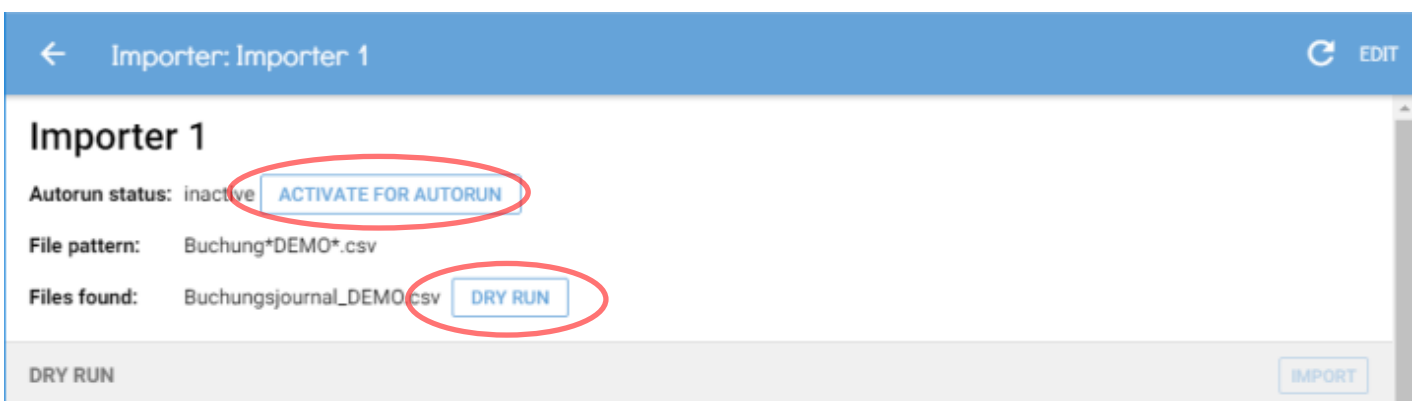 Importer: Importer 1 EDIT
Importer 1
Autorun status: inactive ACTIVATE FOR AUTORUN
File pattern: Buchung*DEMO*.csv
Files found: Buchungsjournal_DEMO.csv DRY RUN
DRY RUN IMPORT